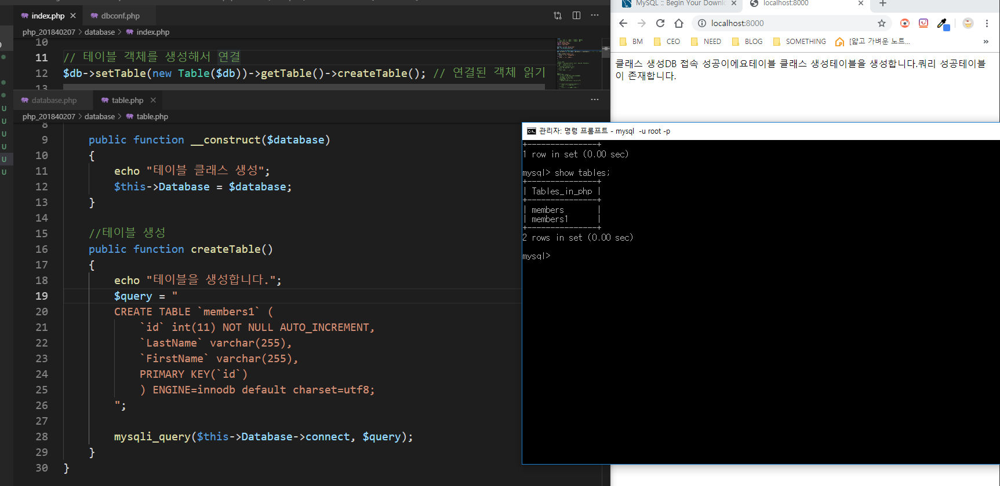 index.php
dbconf.php
php_201840207 > database > index.php
10
11 // 테이블 객체를 생성해서 연결
12 $db->setTable(new Table($db))->getTable()->createTable(); // 연결된 객체 읽기
13
database.php
table.php
php_201840207 > database > table.php
8
9 public function __construct($database)
10 {
11 echo "테이블 클래스 생성";
12 $this->Database = $database;
13 }
14
15 //테이블 생성
16 public function createTable()
17 {
18 echo "테이블을 생성합니다.";
19 $query = "
20 CREATE TABLE `members1` (
21 `id` int(11) NOT NULL AUTO_INCREMENT,
22 `LastName` varchar(255),
23 `FirstName` varchar(255),
24 PRIMARY KEY(`id`)
25 ) ENGINE=innodb default charset=utf8;
26 ";
27
28 mysqli_query($this->Database->connect, $query);
29 }
30 }
U
U
U
U
U
U
MySQL :: Begin Your Downl
localhost:8000
localhost:8000
BM CEO NEED BLOG SOMETHING [얇고 가벼운 노트... »
클래스 생성DB 접속 성공이에요테이블 클래스 생성테이블을 생성합니다.쿼리 성공테이블
이 존재합니다.
관리자: 명령 프롬프트 - mysql -u root -p
+---------------+
1 row in set (0.00 sec)
mysql> show tables;
+---------------+
| Tables_in_php |
+---------------+
| members |
| members1 |
+---------------+
2 rows in set (0.00 sec)
mysql>